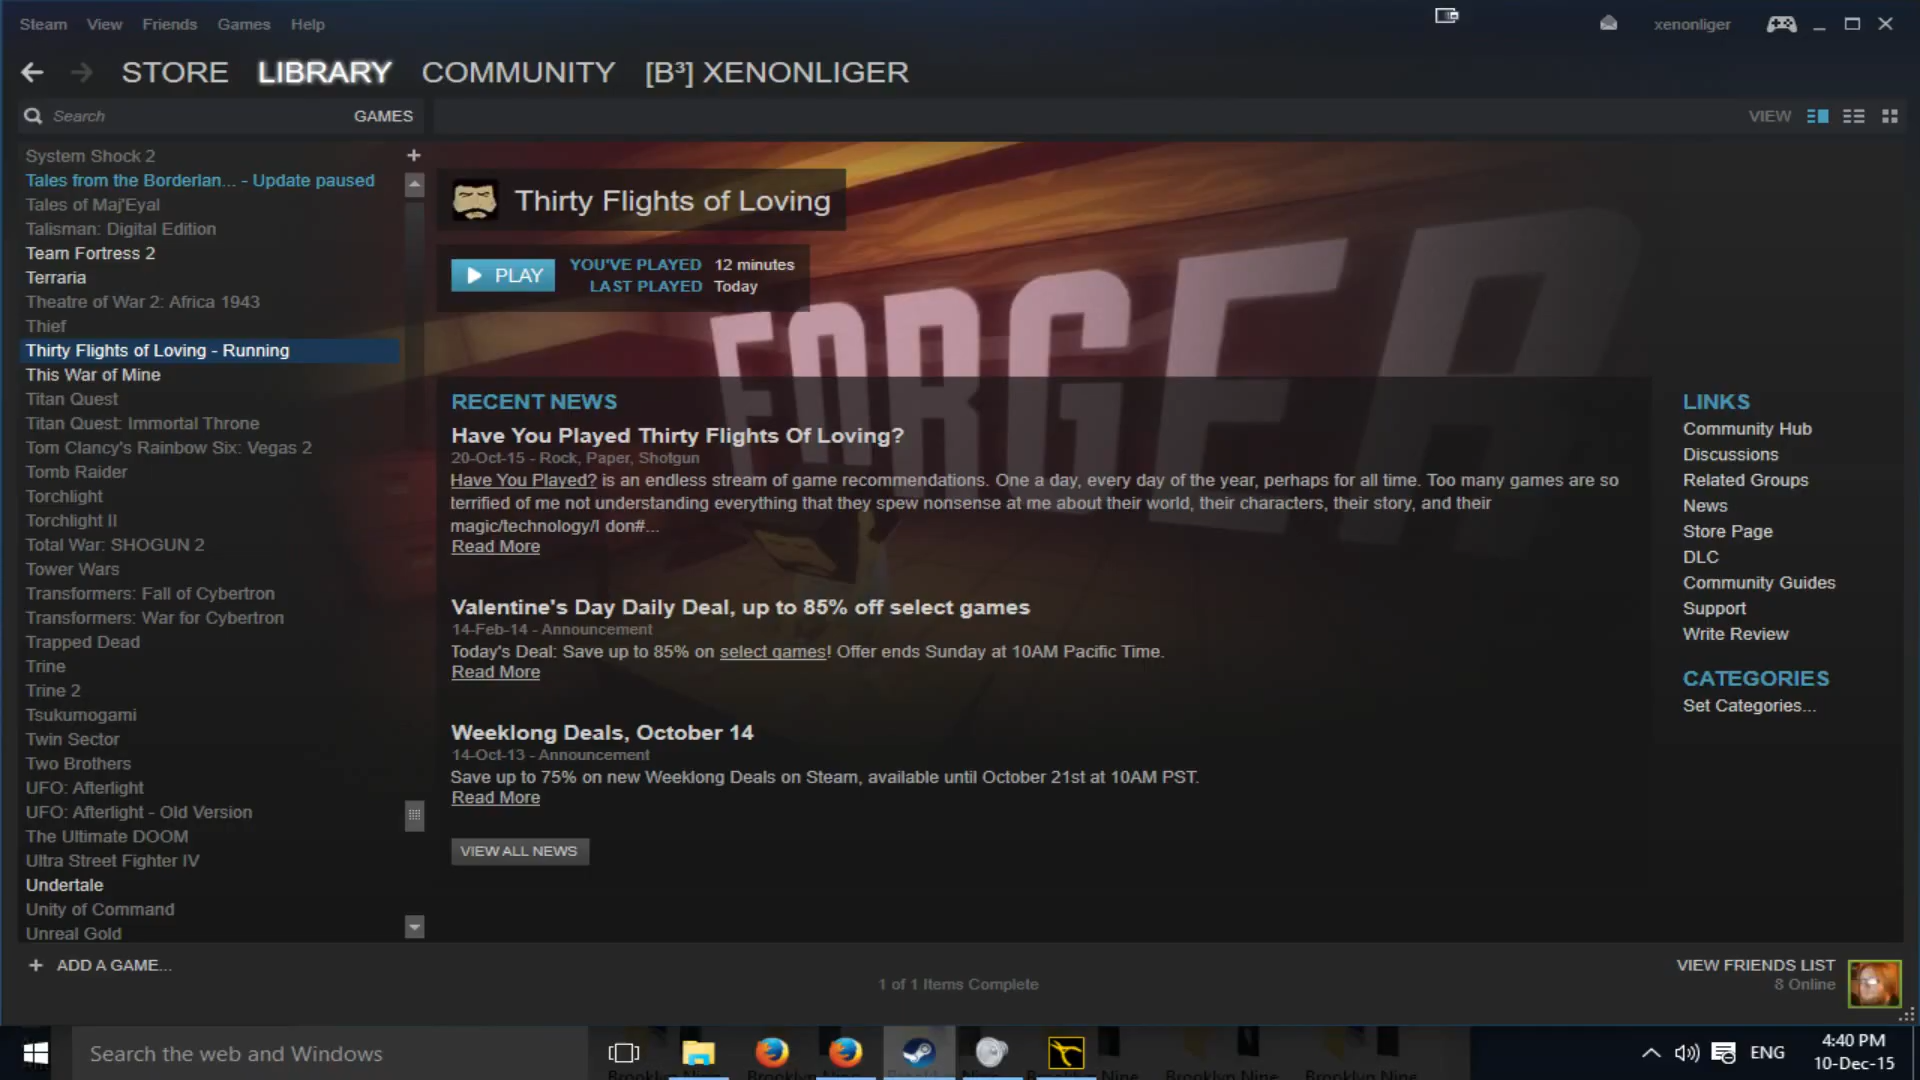 Steam View Friends Games Help
xenonliger
STORE LIBRARY COMMUNITY [B³] XENONLIGER
Search GAMES
VIEW
System Shock 2
Tales from the Borderlan... - Update paused
Tales of Maj'Eyal
Talisman: Digital Edition
Team Fortress 2
Terraria
Theatre of War 2: Africa 1943
Thief
Thirty Flights of Loving - Running
This War of Mine
Titan Quest
Titan Quest: Immortal Throne
Tom Clancy's Rainbow Six: Vegas 2
Tomb Raider
Torchlight
Torchlight II
Total War: SHOGUN 2
Tower Wars
Transformers: Fall of Cybertron
Transformers: War for Cybertron
Trapped Dead
Trine
Trine 2
Tsukumogami
Twin Sector
Two Brothers
UFO: Afterlight
UFO: Afterlight - Old Version
The Ultimate DOOM
Ultra Street Fighter IV
Undertale
Unity of Command
Unreal Gold
Thirty Flights of Loving
PLAY
YOU'VE PLAYED 12 minutes
LAST PLAYED Today
FORGER
RECENT NEWS
Have You Played Thirty Flights Of Loving?
20-Oct-15 - Rock, Paper, Shotgun
Have You Played? is an endless stream of game recommendations. One a day, every day of the year, perhaps for all time. Too many games are so
terrified of me not understanding everything that they spew nonsense at me about their world, their characters, their story, and their
magic/technology/I don#...
Read More
Valentine's Day Daily Deal, up to 85% off select games
14-Feb-14 - Announcement
Today's Deal: Save up to 85% on select games! Offer ends Sunday at 10AM Pacific Time.
Read More
Weeklong Deals, October 14
14-Oct-13 - Announcement
Save up to 75% on new Weeklong Deals on Steam, available until October 21st at 10AM PST.
Read More
VIEW ALL NEWS
LINKS
Community Hub
Discussions
Related Groups
News
Store Page
DLC
Community Guides
Support
Write Review
CATEGORIES
Set Categories...
+ ADD A GAME...
1 of 1 Items Complete
VIEW FRIENDS LIST
8 Online
Search the web and Windows
ENG
4:40 PM
10-Dec-15